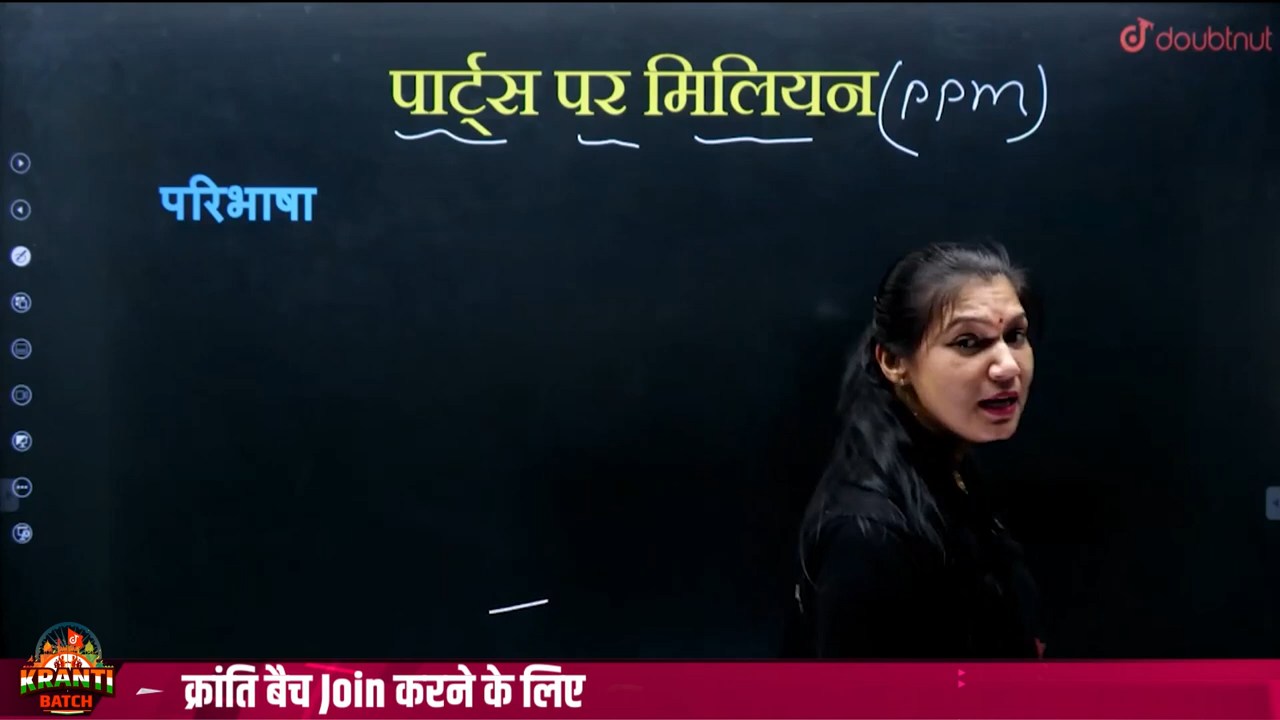 doubtnut
पार्ट्स पर मिलियन (ppm)
परिभाषा
KRANTI
BATCH
क्रांति बैच Join करने के लिए